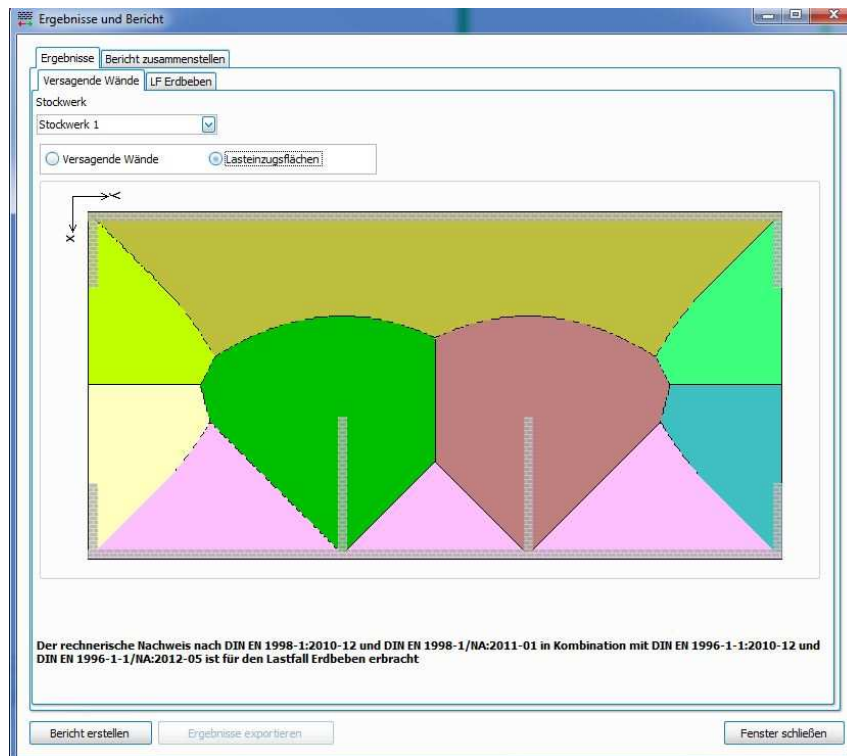 Ergebnisse und Bericht
Ergebnisse Bericht zusammenstellen
Versagende Wände LF Erdbeben
Stockwerk
Stockwerk 1
Versagende Wände Lasteinzugsflächen
Y
X
Der rechnerische Nachweis nach DIN EN 1998-1:2010-12 und DIN EN 1998-1/NA:2011-01 in Kombination mit DIN EN 1996-1-1:2010-12 und
DIN EN 1996-1-1/NA:2012-05 ist für den Lastfall Erdbeben erbracht
Bericht erstellen Ergebnisse exportieren Fenster schließen